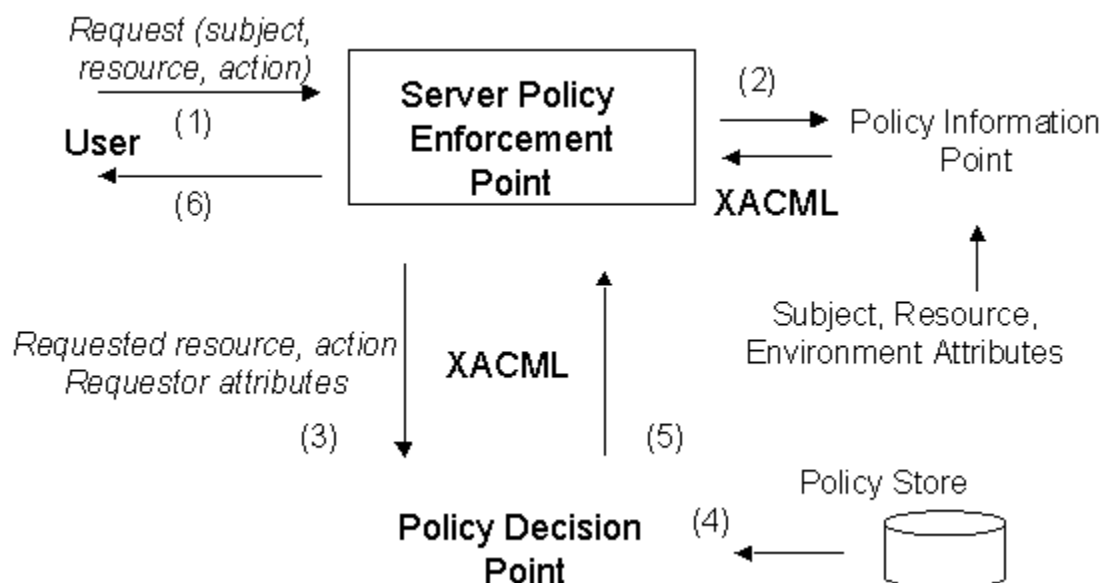 Request (subject,
resource, action)
(1)
User
(6)
Server Policy
Enforcement
Point
(2)
Policy Information
Point
XACML
Subject, Resource,
Environment Attributes
Requested resource, action
Requestor attributes
(3)
XACML
(5)
Policy Store
(4)
Policy Decision
Point